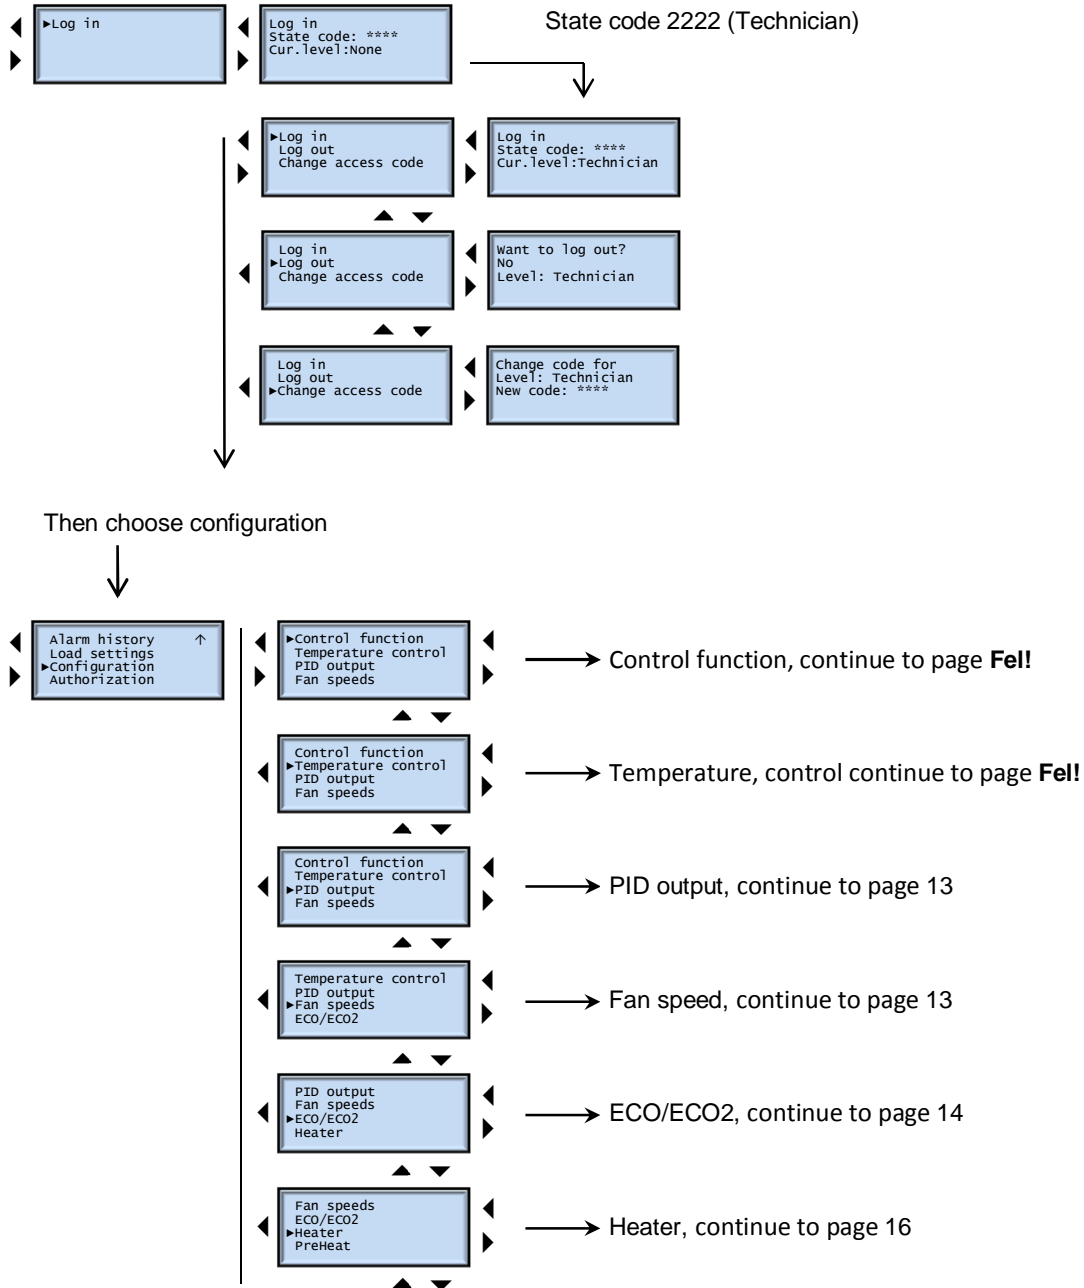 ►Log in
Log in
State code: ****
Cur.level:None
State code 2222 (Technician)
►Log in
Log out
Change access code
Log in
State code: ****
Cur.level:Technician
Log in
►Log out
Change access code
Want to log out?
No
Level: Technician
Log in
Log out
►Change access code
Change code for
Level: Technician
New code: ****
Then choose configuration
Alarm history ↑
Load settings
►Configuration
Authorization
►Control function
Temperature control
PID output
Fan speeds
Control function, continue to page Fel!
Control function
►Temperature control
PID output
Fan speeds
Temperature, control continue to page Fel!
Control function
Temperature control
►PID output
Fan speeds
PID output, continue to page 13
Temperature control
PID output
►Fan speeds
ECO/ECO2
Fan speed, continue to page 13
PID output
Fan speeds
►ECO/ECO2
Heater
ECO/ECO2, continue to page 14
Fan speeds
ECO/ECO2
►Heater
PreHeat
Heater, continue to page 16